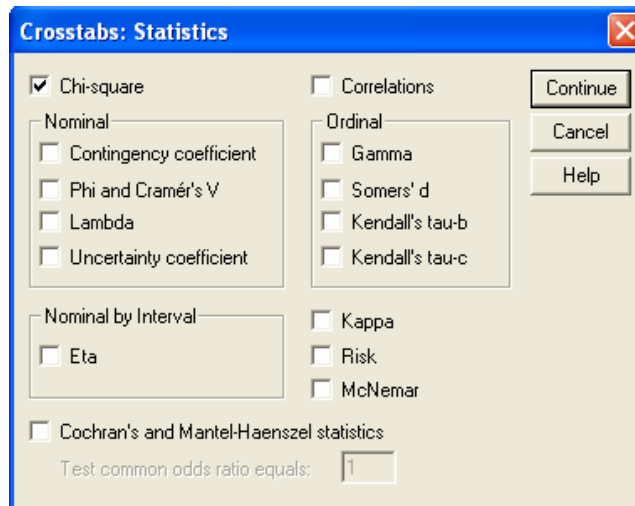 Crosstabs: Statistics
Chi-square
Correlations
Continue
Nominal
Ordinal
Cancel
Contingency coefficient
Gamma
Help
Phi and Cramér's V
Somers' d
Lambda
Kendall's tau-b
Uncertainty coefficient
Kendall's tau-c
Nominal by Interval
Kappa
Eta
Risk
McNemar
Cochran's and Mantel-Haenszel statistics
Test common odds ratio equals: 1